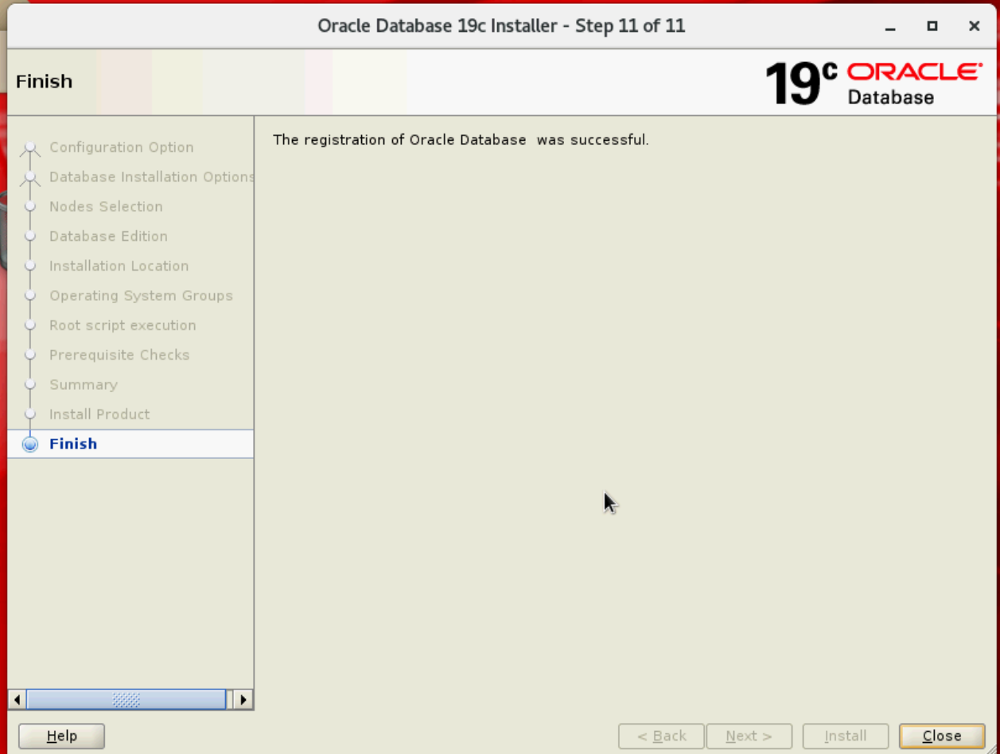 Oracle Database 19c Installer - Step 11 of 11
Finish
19c ORACLE
Database
Configuration Option
Database Installation Options
Nodes Selection
Database Edition
Installation Location
Operating System Groups
Root script execution
Prerequisite Checks
Summary
Install Product
Finish
The registration of Oracle Database  was successful.
Help
< Back
Next >
Install
Close